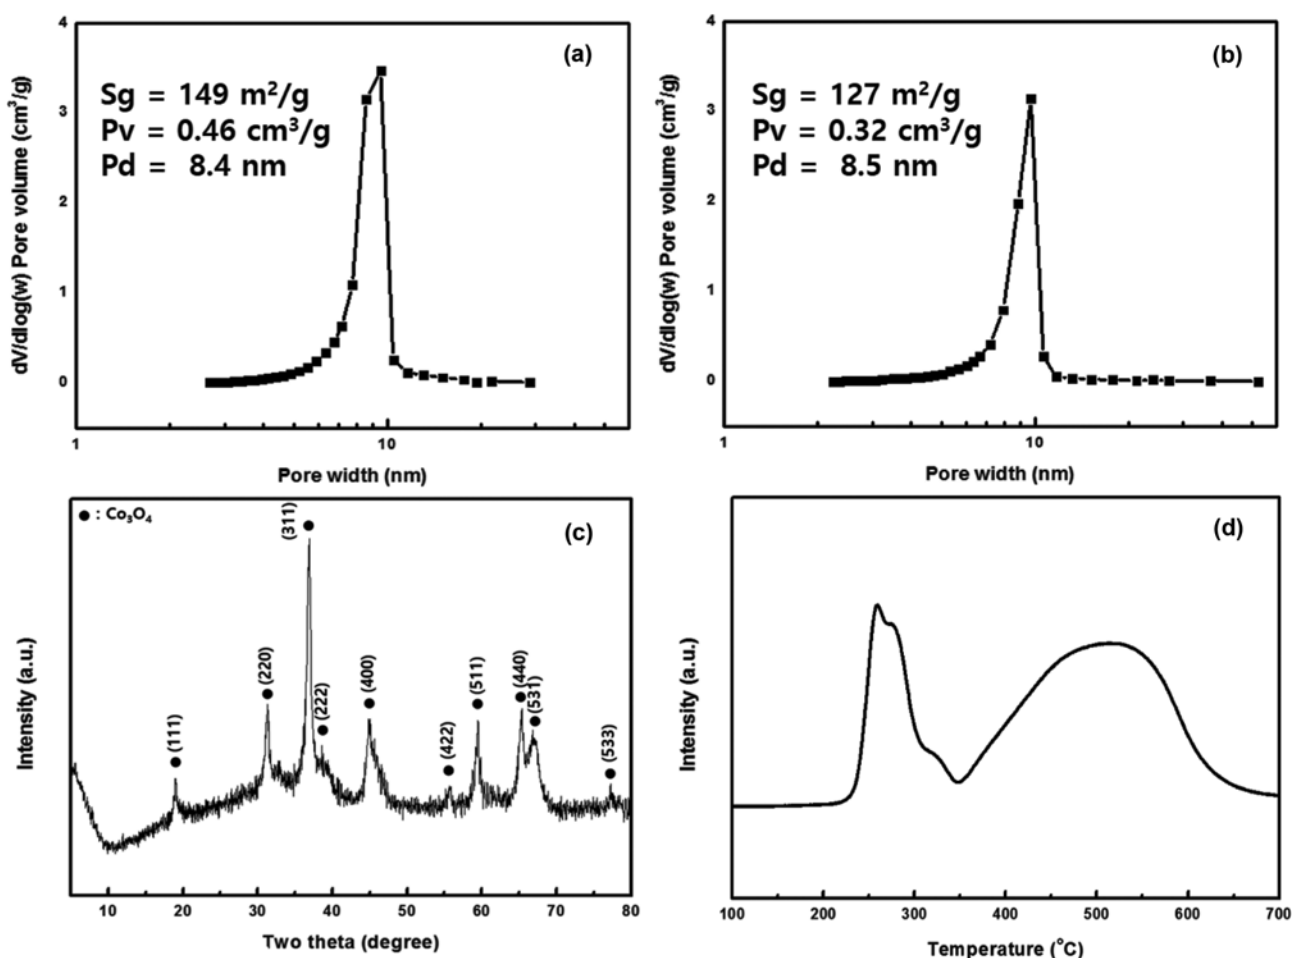 (a)
Sg = 149 m²/g
Pv = 0.46 cm³/g
Pd = 8.4 nm
dV/dlog(w) Pore volume (cm³/g)
4
3
2
1
0
1
10
Pore width (nm)
(b)
Sg = 127 m²/g
Pv = 0.32 cm³/g
Pd = 8.5 nm
dV/dlog(w) Pore volume (cm³/g)
4
3
2
1
0
1
10
Pore width (nm)
● : Co₃O₄
(c)
(111)
(220)
(311)
(222)
(400)
(422)
(511)
(440)
(531)
(533)
Intensity (a.u.)
10 20 30 40 50 60 70 80
Two theta (degree)
(d)
Intensity (a.u.)
100 200 300 400 500 600 700
Temperature (°C)